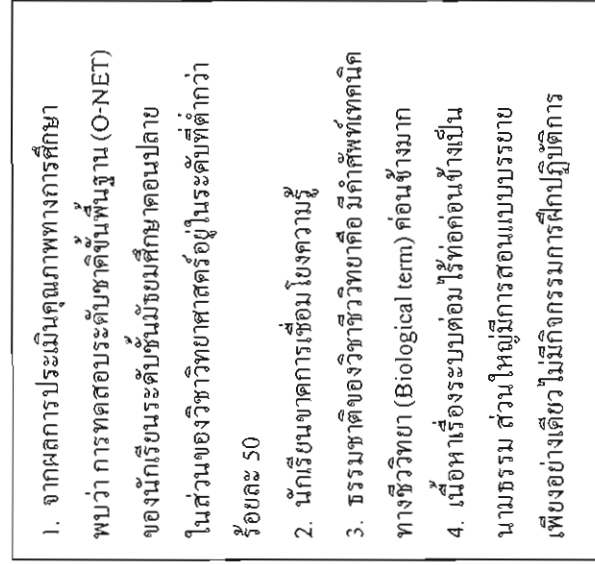 1. จากผลการประเมินคุณภาพทางการศึกษา
พบว่า การทดสอบระดับชาติขั้นพื้นฐาน (O-NET)
ของนักเรียนระดับชั้นมัธยมศึกษาตอนปลาย
ในส่วนของวิชาวิทยาศาสตร์อยู่ในระดับที่ต่ำกว่า
ร้อยละ 50
2. นักเรียนขาดการเชื่อมโยงความรู้
3. ธรรมชาติของวิชาชีววิทยาคือ มีคำศัพท์เทคนิค
ทางชีววิทยา (Biological term) ค่อนข้างมาก
4. เนื้อหาเรื่องระบบต่อมไร้ท่อค่อนข้างเป็น
นามธรรม ส่วนใหญ่มีการสอนแบบบรรยาย
เพียงอย่างเดียว ไม่มีกิจกรรมการฝึกปฏิบัติการ